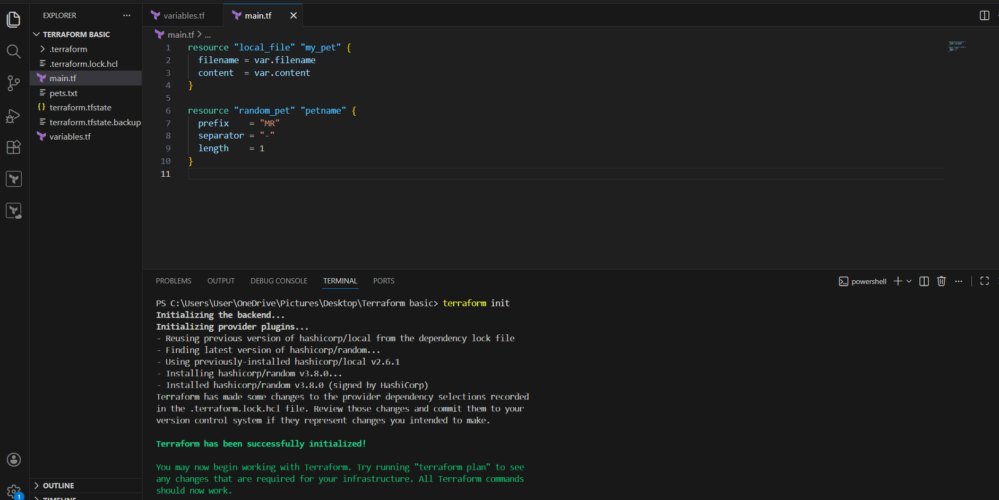 EXPLORER
TERRAFORM BASIC
.terraform
.terraform.lock.hcl
main.tf
pets.txt
terraform.tfstate
terraform.tfstate.backup
variables.tf
OUTLINE
TIMELINE
1
variables.tf
main.tf
main.tf > ...
1 resource "local_file" "my_pet" {
2   filename = var.filename
3   content  = var.content
4 }
5
6 resource "random_pet" "petname" {
7   prefix    = "MR"
8   separator = "-"
9   length    = 1
10 }
11
PROBLEMS OUTPUT DEBUG CONSOLE TERMINAL PORTS
powershell
PS C:\Users\User\OneDrive\Pictures\Desktop\Terraform basic> terraform init
Initializing the backend...
Initializing provider plugins...
- Reusing previous version of hashicorp/local from the dependency lock file
- Finding latest version of hashicorp/random...
- Using previously-installed hashicorp/local v2.6.1
- Installing hashicorp/random v3.8.0...
- Installed hashicorp/random v3.8.0 (signed by HashiCorp)
Terraform has made some changes to the provider dependency selections recorded
in the .terraform.lock.hcl file. Review those changes and commit them to your
version control system if they represent changes you intended to make.
Terraform has been successfully initialized!
You may now begin working with Terraform. Try running "terraform plan" to see
any changes that are required for your infrastructure. All Terraform commands
should now work.